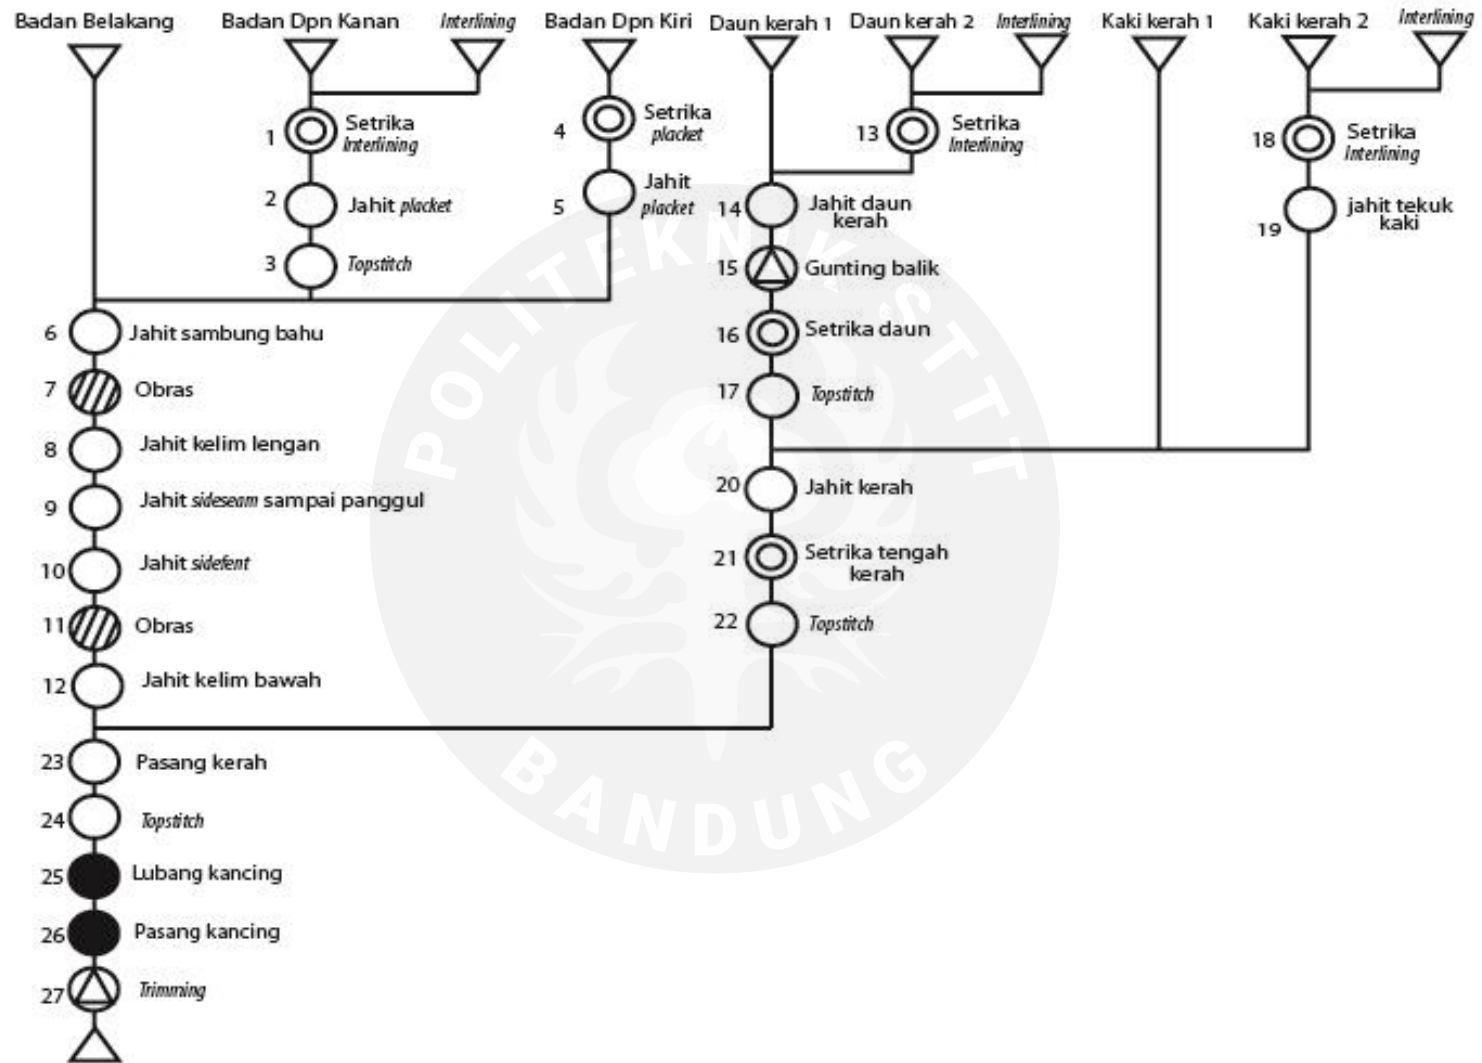 Badan Belakang
Badan Dpn Kanan
Interlining
Badan Dpn Kiri
Daun kerah 1
Daun kerah 2
Interlining
Kaki kerah 1
Kaki kerah 2
Interlining
1
Setrika
Interlining
2
Jahit placket
3
Topstitch
4
Setrika
placket
5
Jahit
placket
6
Jahit sambung bahu
7
Obras
8
Jahit kelim lengan
9
Jahit sideseam sampai panggul
10
Jahit sidefent
11
Obras
12
Jahit kelim bawah
13
Setrika
Interlining
14
Jahit daun
kerah
15
Gunting balik
16
Setrika daun
17
Topstitch
18
Setrika
Interlining
19
jahit tekuk
kaki
20
Jahit kerah
21
Setrika tengah
kerah
22
Topstitch
23
Pasang kerah
24
Topstitch
25
Lubang kancing
26
Pasang kancing
27
Trimming
POLITEKNIK STTT
BANDUNG